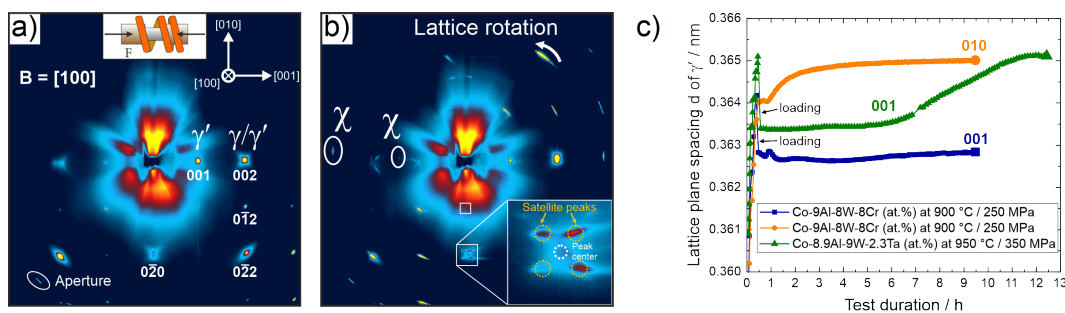 a)
F
[010]
[001]
[100]
B = [100]
χ
γ′
γ/γ′
001
002
01̅2
02̅0
02̅2
Aperture
b)
Lattice rotation
χ
Satellite peaks
Peak
center
c)
Lattice plane spacing d of γ′ / nm
0.366
0.365
0.364
0.363
0.362
0.361
0.360
010
001
001
loading
loading
Co-9Al-8W-8Cr (at.%) at 900 °C / 250 MPa
Co-9Al-8W-8Cr (at.%) at 900 °C / 250 MPa
Co-8.9Al-9W-2.3Ta (at.%) at 950 °C / 350 MPa
0 1 2 3 4 5 6 7 8 9 10 11 12 13
Test duration / h